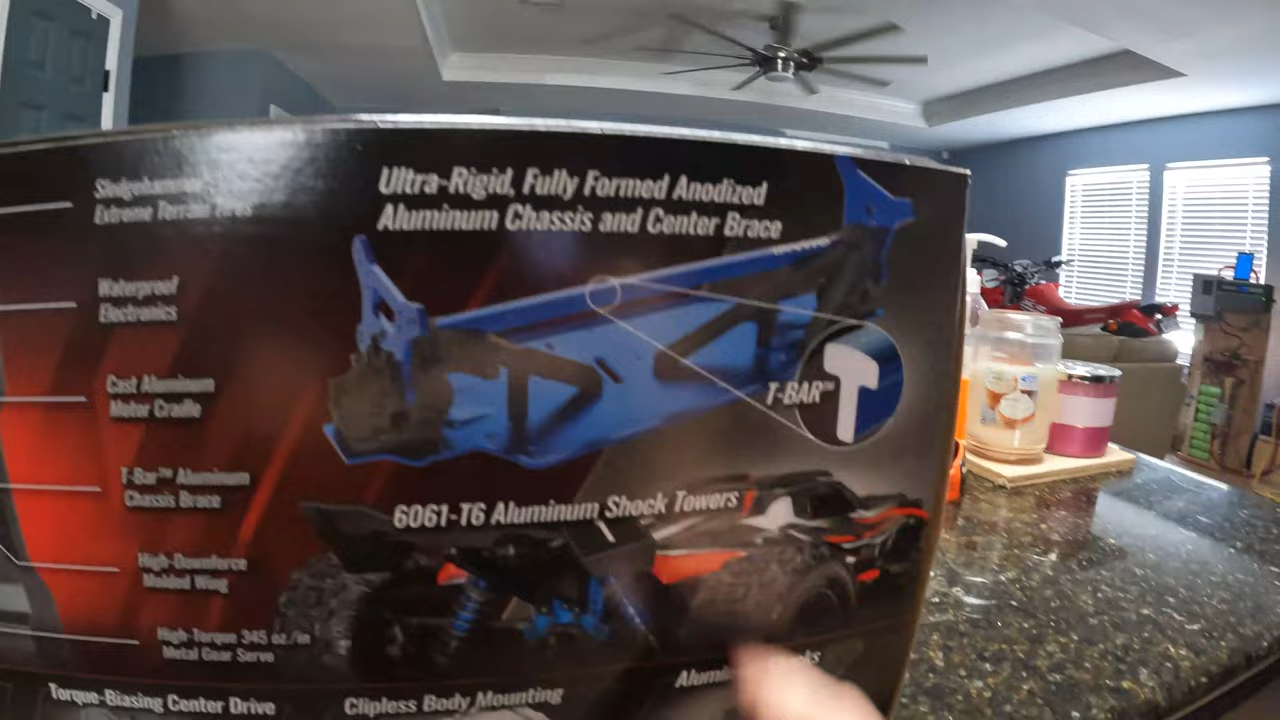 Sledgehammer
Extreme Terrain Tires
Waterproof
Electronics
Cast Aluminum
Motor Cradle
T-Bar™ Aluminum
Chassis Brace
High-Downforce
Molded Wing
High-Torque 345 oz./in
Metal Gear Servo
Ultra-Rigid, Fully Formed Anodized
Aluminum Chassis and Center Brace
T-BAR™
6061-T6 Aluminum Shock Towers
Torque-Biasing Center Drive
Clipless Body Mounting